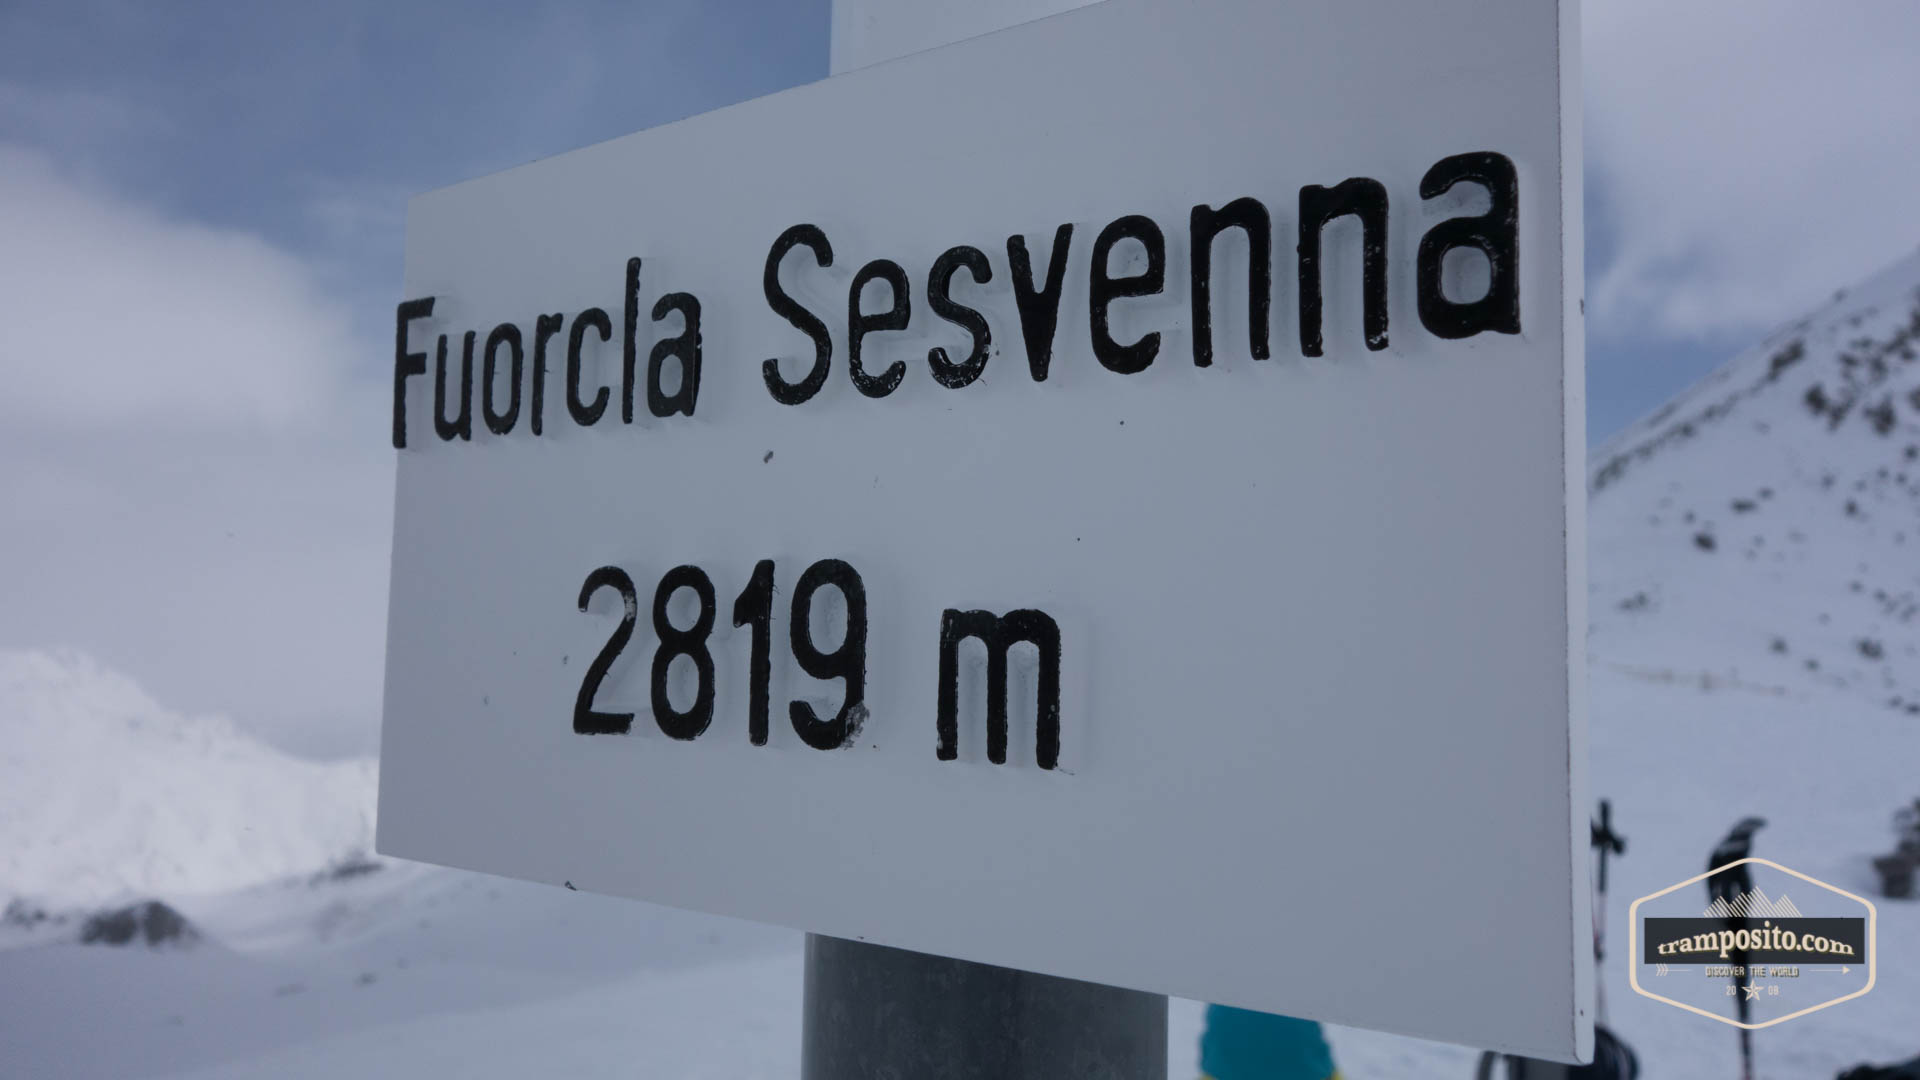 Fuorcla Sesvenna
2819 m
tramposito.com
DISCOVER THE WORLD
20 08